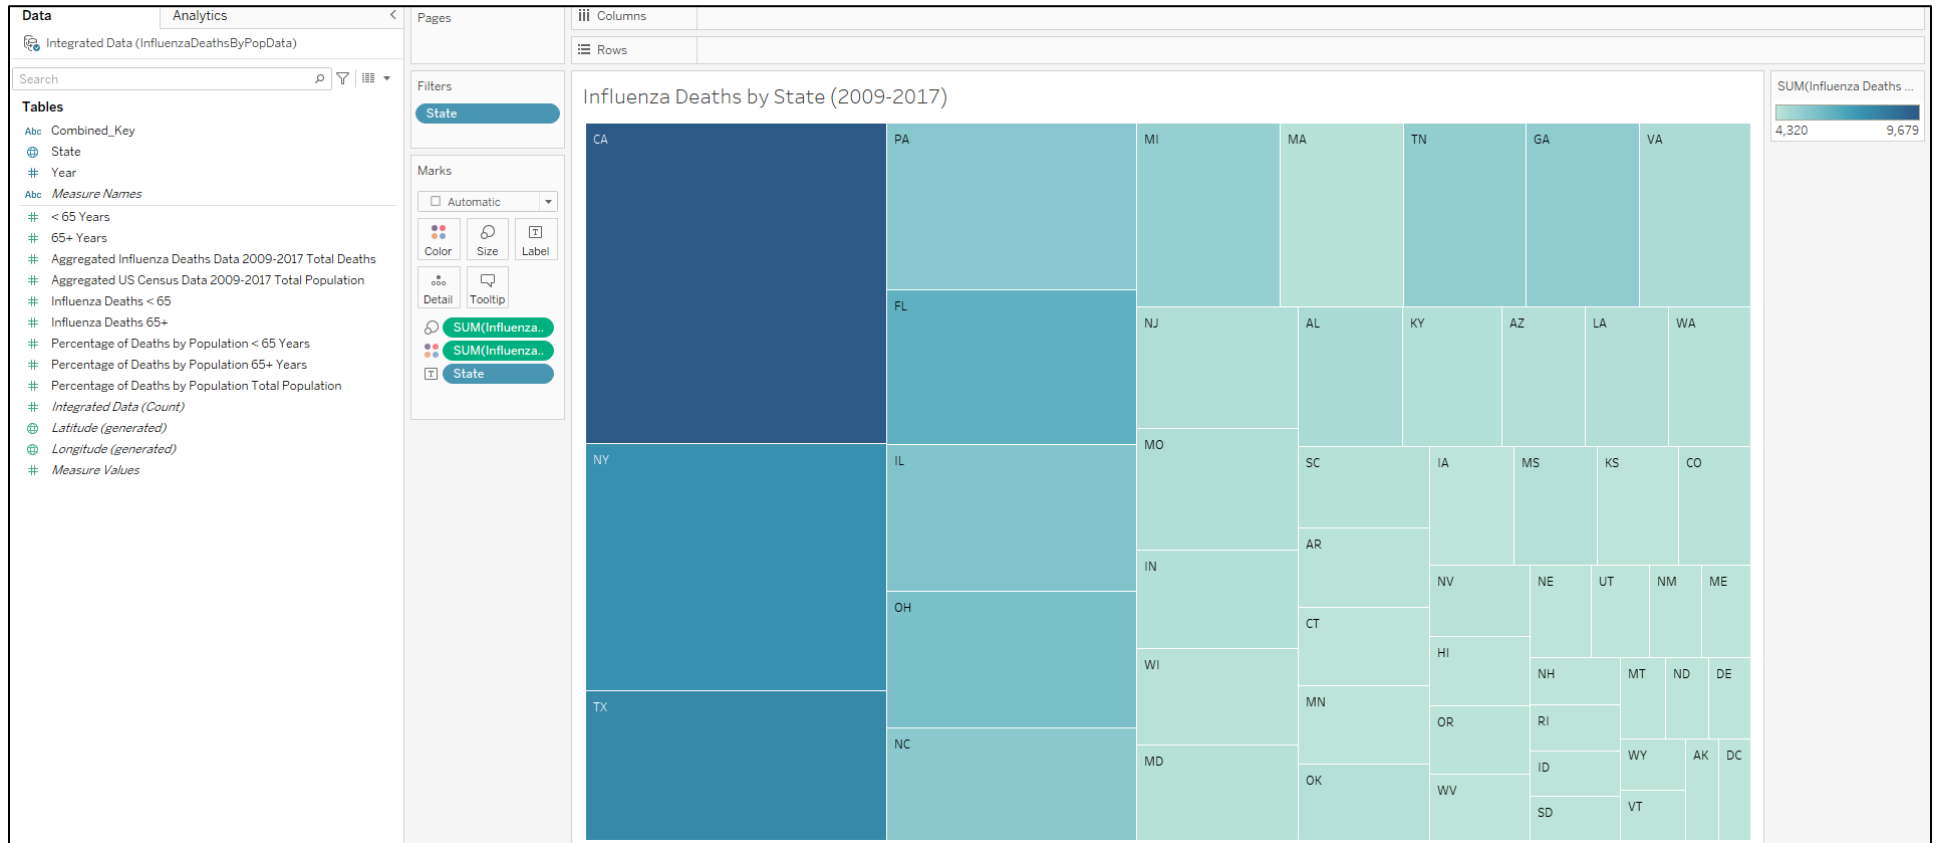 Data
Analytics
Integrated Data (InfluenzaDeathsByPopData)
Search
Tables
Abc Combined_Key
State
# Year
Abc Measure Names
# < 65 Years
# 65+ Years
# Aggregated Influenza Deaths Data 2009-2017 Total Deaths
# Aggregated US Census Data 2009-2017 Total Population
# Influenza Deaths < 65
# Influenza Deaths 65+
# Percentage of Deaths by Population < 65 Years
# Percentage of Deaths by Population 65+ Years
# Percentage of Deaths by Population Total Population
# Integrated Data (Count)
Latitude (generated)
Longitude (generated)
# Measure Values
Pages
Filters
State
Marks
Automatic
Color Size T Label
Detail Tooltip
SUM(Influenza..
SUM(Influenza..
T State
Columns
Rows
Influenza Deaths by State (2009-2017)
CA
NY
TX
PA
FL
IL
OH
NC
MI
MA
TN
GA
VA
NJ
MO
IN
WI
MD
AL
KY
AZ
LA
WA
SC
AR
CT
MN
OK
IA
MS
KS
CO
NV
HI
OR
WV
NE
UT
NM
ME
NH
RI
ID
SD
MT
ND
DE
WY
VT
AK
DC
SUM(Influenza Deaths ...
4,320 9,679